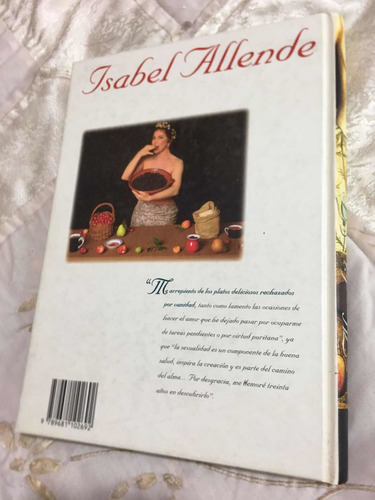 Isabel Allende
"Me arrepiento de los platos deliciosos rechazados
por vanidad, tanto como lamento las ocasiones de
hacer el amor que he dejado pasar por ocuparme
de tareas pendientes o por virtud puritana", ya
que "la sexualidad es un componente de la buena
salud, inspira la creación y es parte del camino
del alma... Por desgracia, me demoré treinta
años en descubrirlo".
9 789681 102692